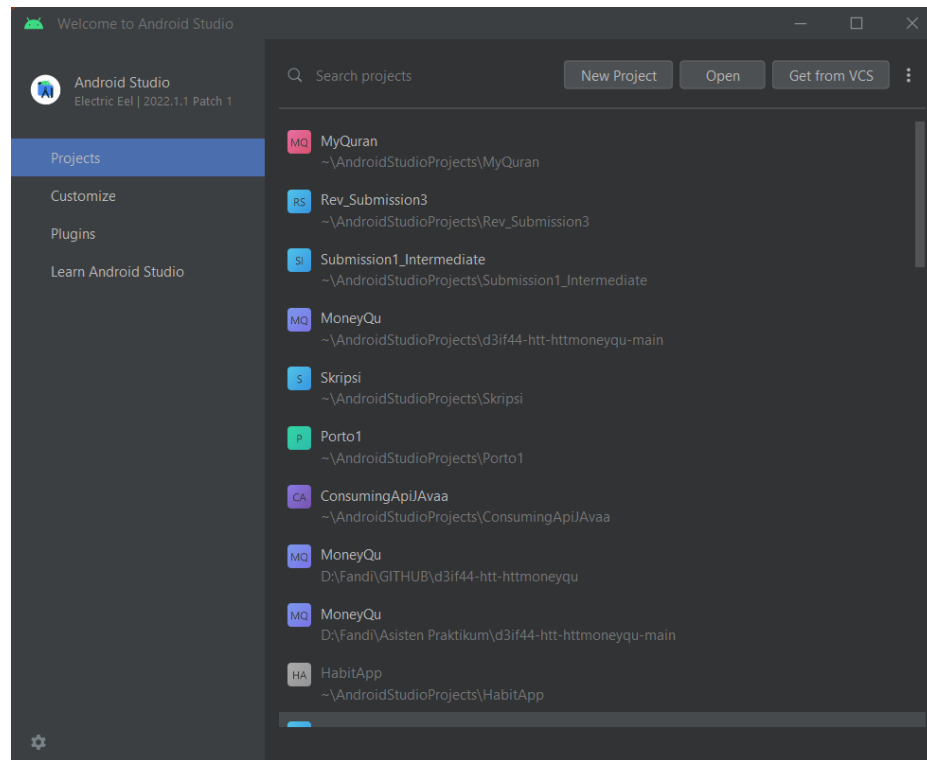 Welcome to Android Studio
Android Studio
Electric Eel | 2022.1.1 Patch 1
Projects
Customize
Plugins
Learn Android Studio
Search projects
New Project
Open
Get from VCS
MQ
MyQuran
~\AndroidStudioProjects\MyQuran
RS
Rev_Submission3
~\AndroidStudioProjects\Rev_Submission3
SI
Submission1_Intermediate
~\AndroidStudioProjects\Submission1_Intermediate
MQ
MoneyQu
~\AndroidStudioProjects\d3if44-htt-httmoneyqu-main
S
Skripsi
~\AndroidStudioProjects\Skripsi
P
Porto1
~\AndroidStudioProjects\Porto1
CA
ConsumingApiJAvaa
~\AndroidStudioProjects\ConsumingApiJAvaa
MQ
MoneyQu
D:\Fandi\GITHUB\d3if44-htt-httmoneyqu
MQ
MoneyQu
D:\Fandi\Asisten Praktikum\d3if44-htt-httmoneyqu-main
HA
HabitApp
~\AndroidStudioProjects\HabitApp